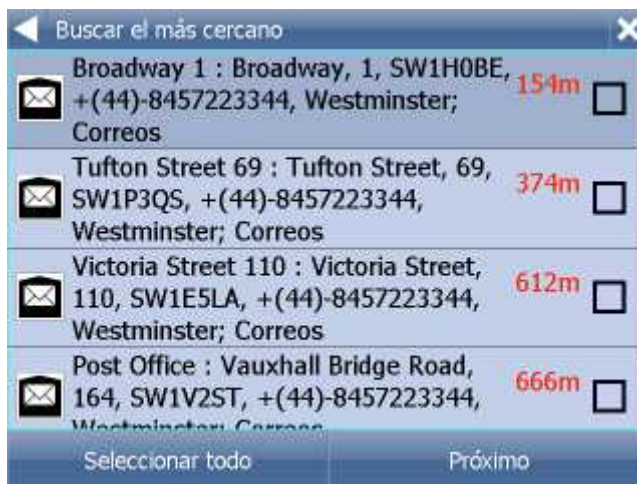 Buscar el más cercano
Broadway 1 : Broadway, 1, SW1H0BE,
+(44)-8457223344, Westminster;
Correos
154m
Tufton Street 69 : Tufton Street, 69,
SW1P3QS, +(44)-8457223344,
Westminster; Correos
374m
Victoria Street 110 : Victoria Street,
110, SW1E5LA, +(44)-8457223344,
Westminster; Correos
612m
Post Office : Vauxhall Bridge Road,
164, SW1V2ST, +(44)-8457223344,
Westminster; Correos
666m
Seleccionar todo
Próximo